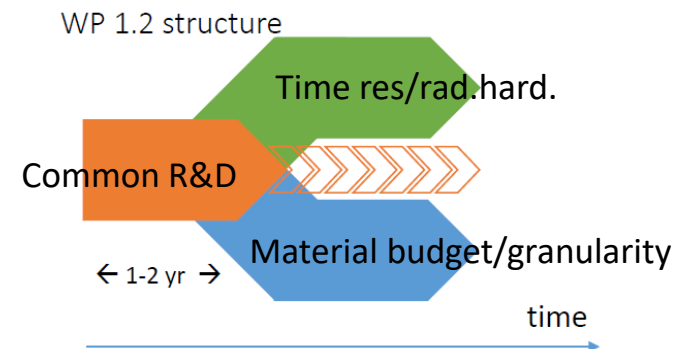 WP 1.2 structure
Time res/rad.hard.
Common R&D
Material budget/granularity
← 1-2 yr →
time